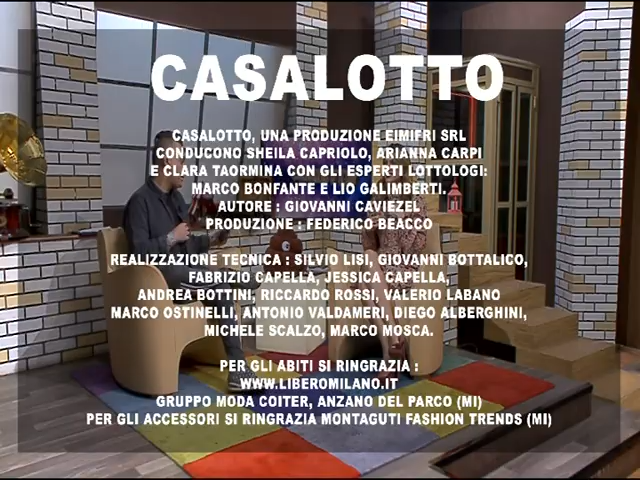 CASALOTTO
CASALOTTO, UNA PRODUZIONE EIMIFRI SRL
CONDUCONO SHEILA CAPRIOLO, ARIANNA CARPI
E CLARA TAORMINA CON GLI ESPERTI LOTTOLOGI:
MARCO BONFANTE E LIO GALIMBERTI.
AUTORE : GIOVANNI CAVIEZEL
PRODUZIONE : FEDERICO BEACCO
REALIZZAZIONE TECNICA : SILVIO LISI, GIOVANNI BOTTALICO,
FABRIZIO CAPELLA, JESSICA CAPELLA,
ANDREA BOTTINI, RICCARDO ROSSI, VALERIO LABANO
MARCO OSTINELLI, ANTONIO VALDAMERI, DIEGO ALBERGHINI,
MICHELE SCALZO, MARCO MOSCA.
PER GLI ABITI SI RINGRAZIA :
WWW.LIBEROMILANO.IT
GRUPPO MODA COITER, ANZANO DEL PARCO (MI)
PER GLI ACCESSORI SI RINGRAZIA MONTAGUTI FASHION TRENDS (MI)